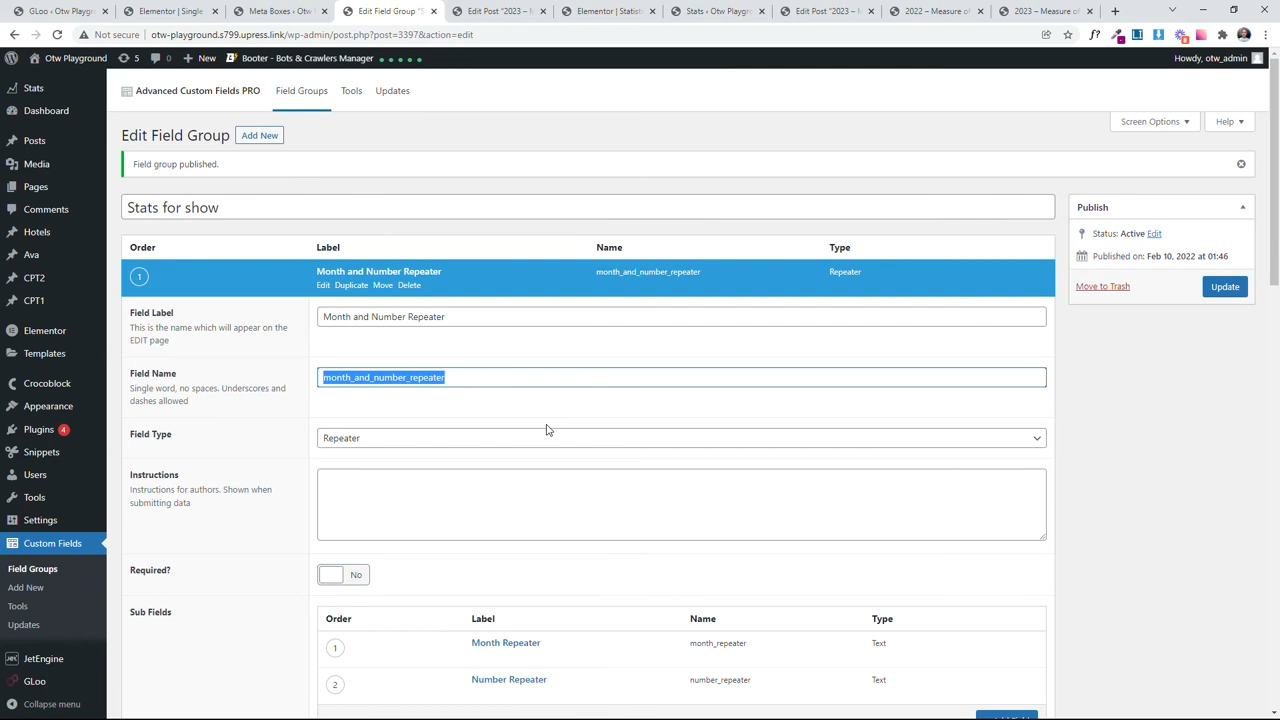 GLoo ‹ Otw Playgr
Elementor | Single
Meta Boxes ‹ Otw
Edit Field Group "S
Edit Post "2023 –
Elementor | Statist
Stats ‹ Otw Playgro
Edit Post "2023 –
2022 – Measure of
2023 – Measure of
Not secure | otw-playground.s799.upress.link/wp-admin/post.php?post=3397&action=edit
Otw Playground 5 0 New Booter - Bots & Crawlers Manager Howdy, otw_admin
Stats
Dashboard
Posts
Media
Pages
Comments
Hotels
Ava
CPT2
CPT1
Elementor
Templates
Crocoblock
Appearance
Plugins 4
Snippets
Users
Tools
Settings
Custom Fields
Field Groups
Add New
Tools
Updates
JetEngine
GLoo
Collapse menu
Advanced Custom Fields PRO Field Groups Tools Updates
Screen Options Help
Edit Field Group Add New
Field group published.
Stats for show
Order Label Name Type
1 Month and Number Repeater month_and_number_repeater Repeater
Edit Duplicate Move Delete
Field Label
This is the name which will appear on the
EDIT page
Month and Number Repeater
Field Name
Single word, no spaces. Underscores and
dashes allowed
month_and_number_repeater
Field Type
Repeater
Instructions
Instructions for authors. Shown when
submitting data
Required?
No
Sub Fields
Order Label Name Type
1 Month Repeater month_repeater Text
2 Number Repeater number_repeater Text
Publish
Status: Active Edit
Published on: Feb 10, 2022 at 01:46
Move to Trash Update